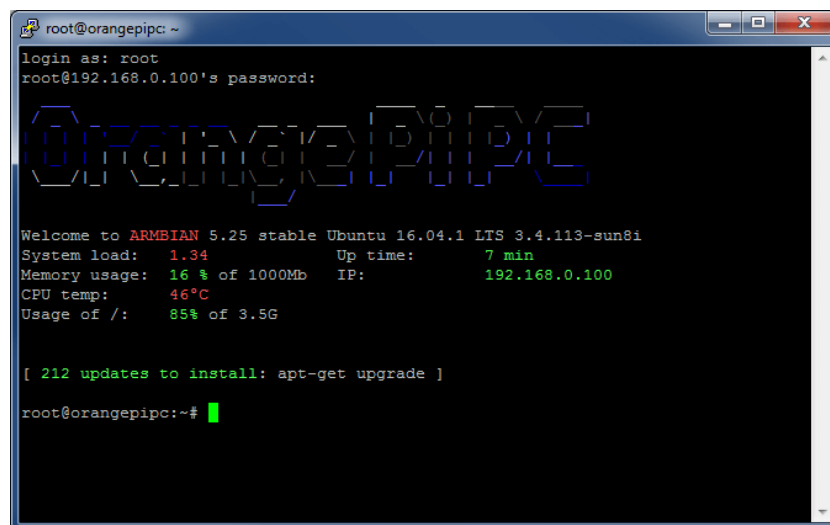 root@orangepipc: ~
login as: root
root@192.168.0.100's password:
OrangePiPC
Welcome to ARMBIAN 5.25 stable Ubuntu 16.04.1 LTS 3.4.113-sun8i
System load: 1.34 Up time: 7 min
Memory usage: 16 % of 1000Mb IP: 192.168.0.100
CPU temp: 46°C
Usage of /: 85% of 3.5G
[ 212 updates to install: apt-get upgrade ]
root@orangepipc:~#